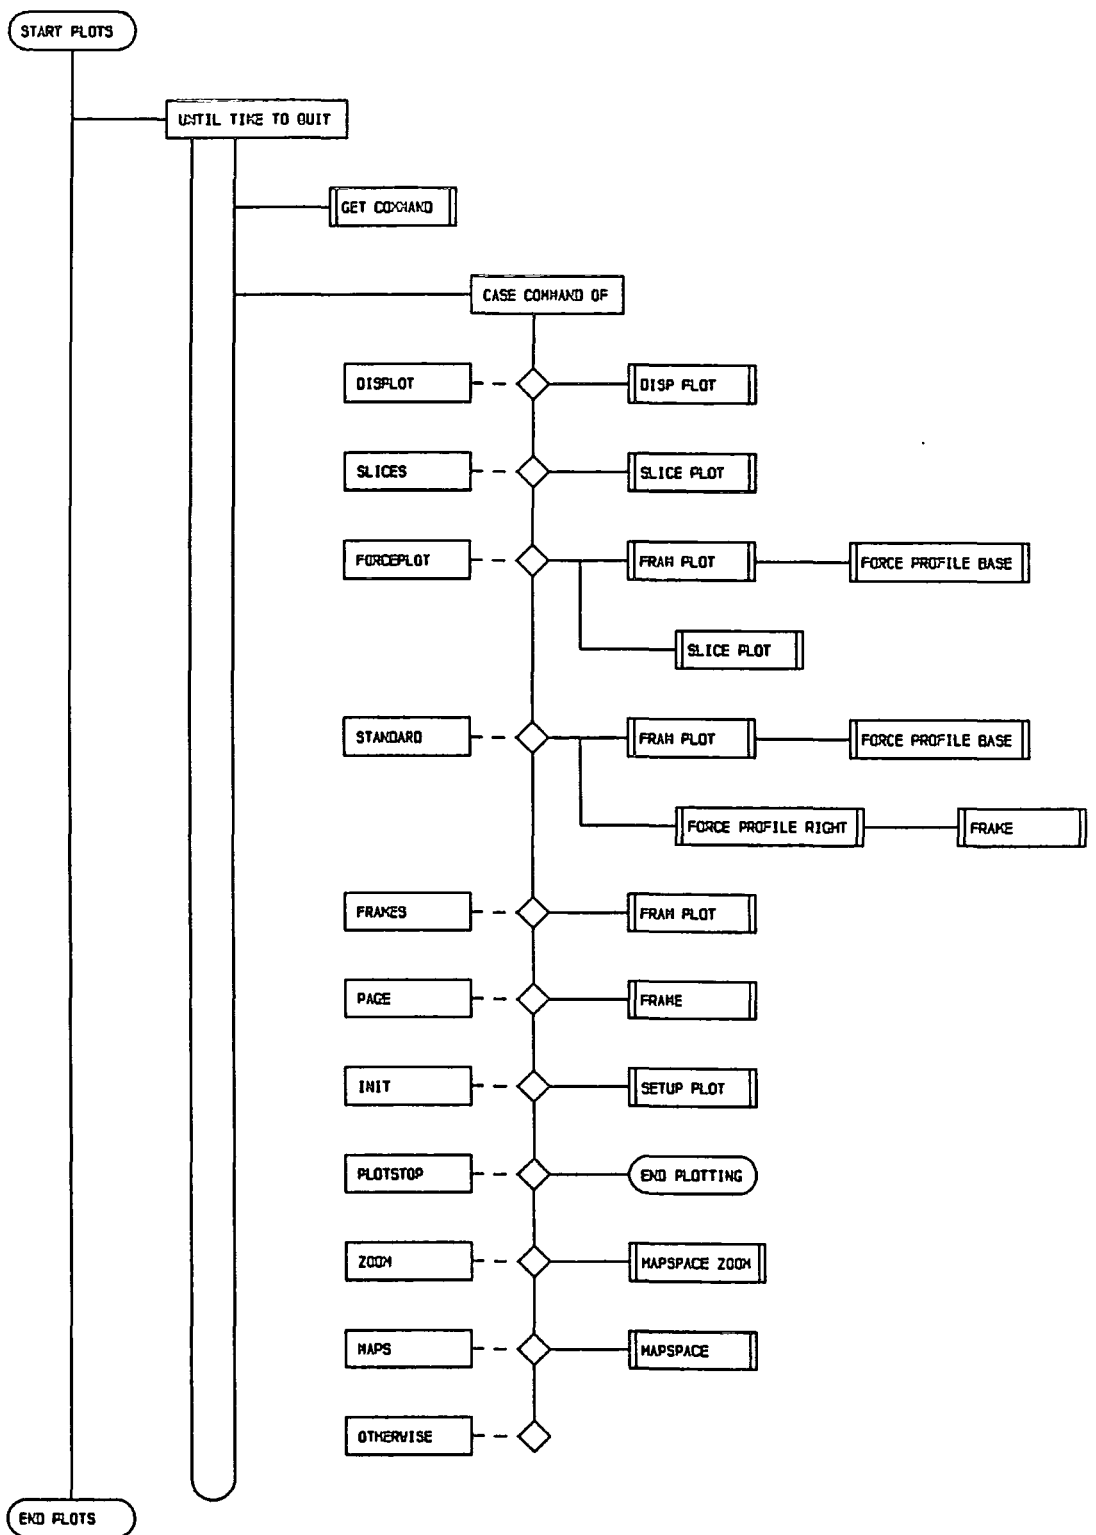 START PLOTS
UNTIL TIME TO QUIT
GET COMMAND
CASE COMMAND OF
DISPLOT
DISP PLOT
SLICES
SLICE PLOT
FORCEPLOT
FRAM PLOT
FORCE PROFILE BASE
SLICE PLOT
STANDARD
FRAM PLOT
FORCE PROFILE BASE
FORCE PROFILE RIGHT
FRAME
FRAMES
FRAM PLOT
PAGE
FRAME
INIT
SETUP PLOT
PLOTSTOP
END PLOTTING
ZOOM
MAPSPACE ZOOM
MAPS
MAPSPACE
OTHERWISE
END PLOTS